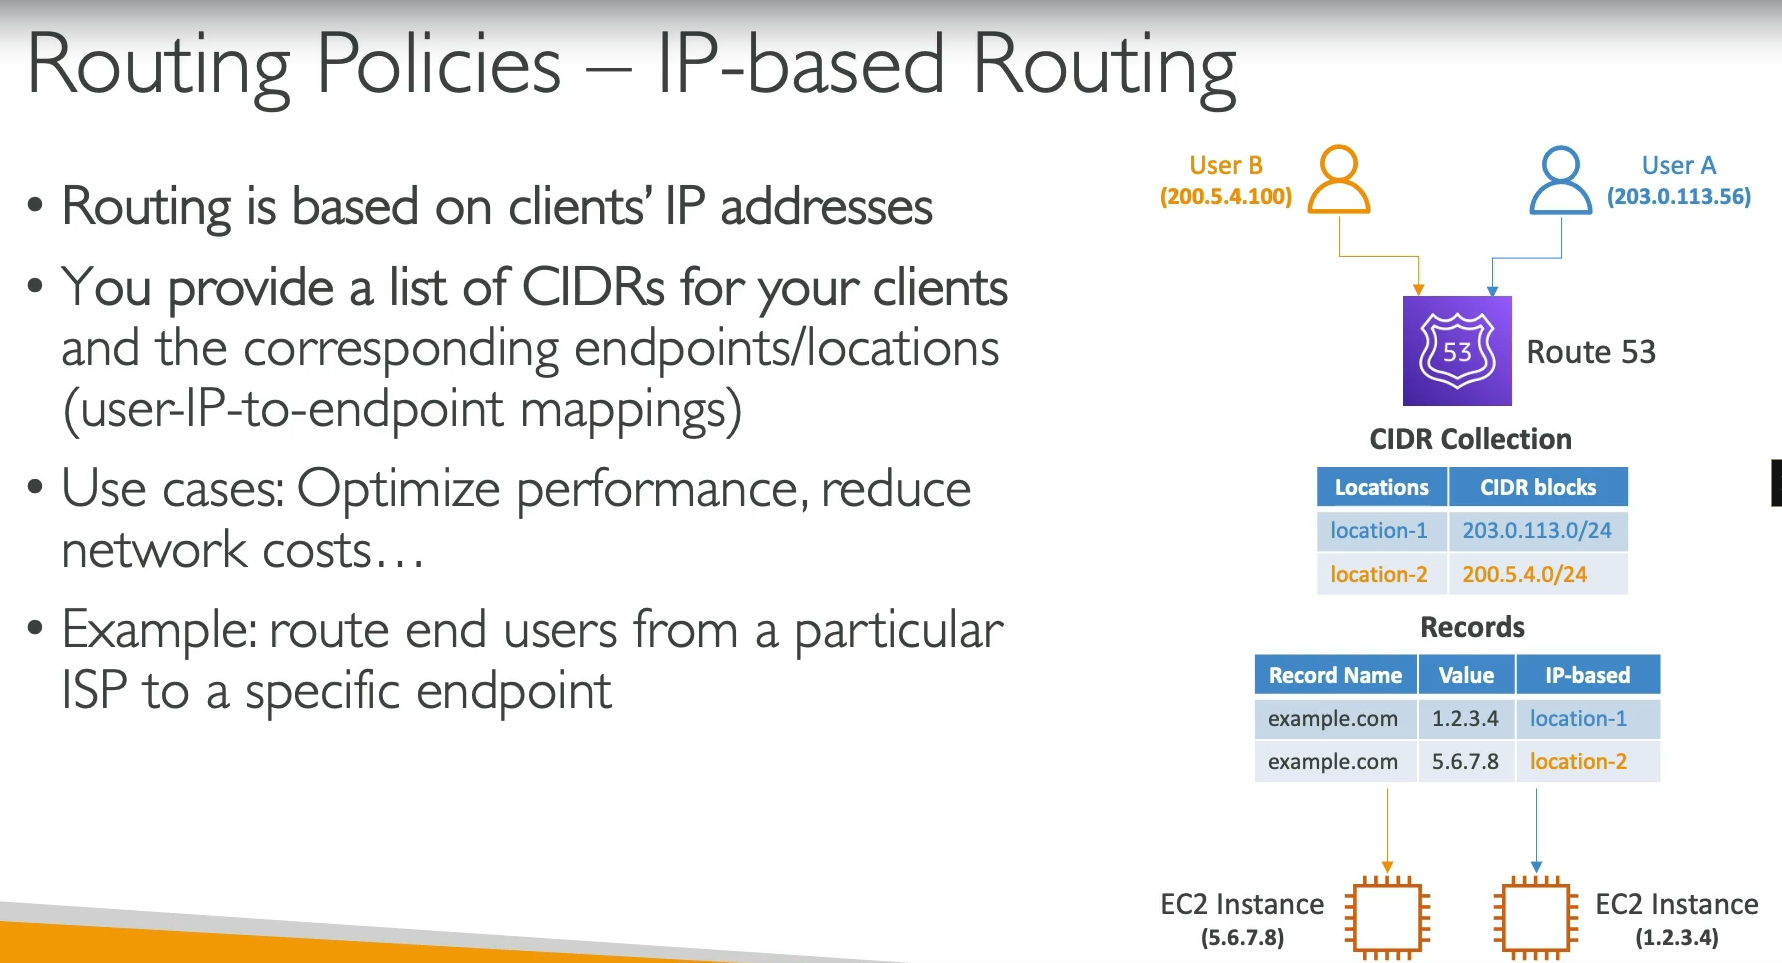 Routing Policies – IP-based Routing
• Routing is based on clients’ IP addresses
• You provide a list of CIDRs for your clients
and the corresponding endpoints/locations
(user-IP-to-endpoint mappings)
• Use cases: Optimize performance, reduce
network costs…
• Example: route end users from a particular
ISP to a specific endpoint
User B
(200.5.4.100)
User A
(203.0.113.56)
53
Route 53
CIDR Collection
Locations CIDR blocks
location-1 203.0.113.0/24
location-2 200.5.4.0/24
Records
Record Name Value IP-based
example.com 1.2.3.4 location-1
example.com 5.6.7.8 location-2
EC2 Instance
(5.6.7.8)
EC2 Instance
(1.2.3.4)